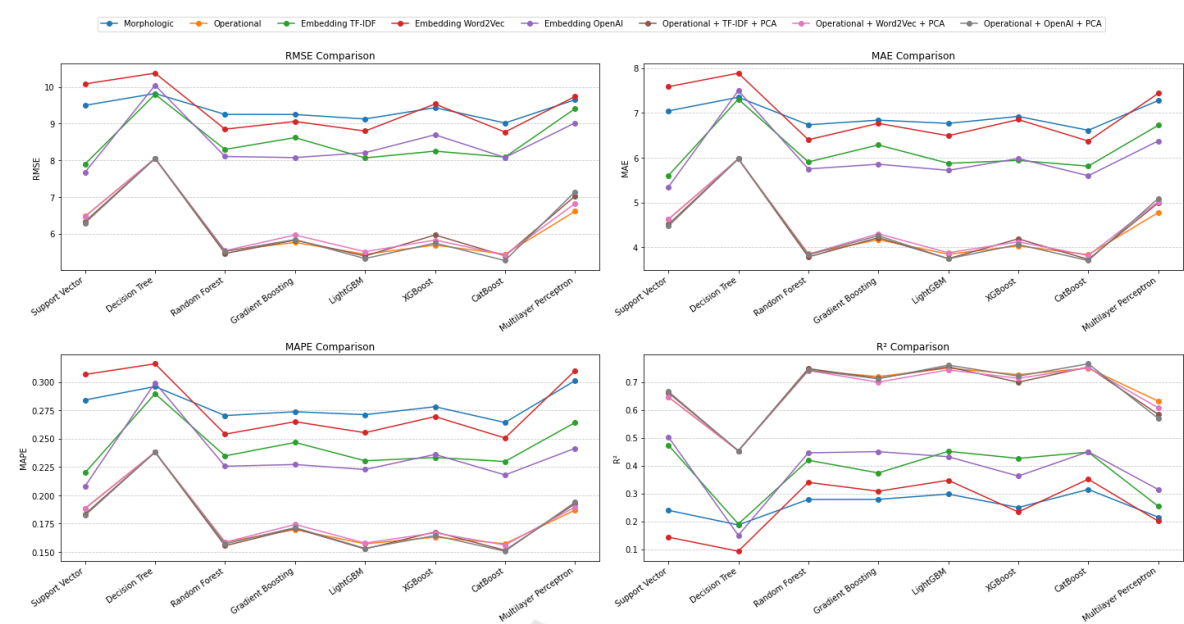 Morphologic Operational Embedding TF-IDF Embedding Word2Vec Embedding OpenAI Operational + TF-IDF + PCA Operational + Word2Vec + PCA Operational + OpenAI + PCA
RMSE Comparison
RMSE
10
9
8
7
6
Support Vector
Decision Tree
Random Forest
Gradient Boosting
LightGBM
XGBoost
CatBoost
Multilayer Perceptron
MAE Comparison
MAE
8
7
6
5
4
Support Vector
Decision Tree
Random Forest
Gradient Boosting
LightGBM
XGBoost
CatBoost
Multilayer Perceptron
MAPE Comparison
MAPE
0.300
0.275
0.250
0.225
0.200
0.175
0.150
Support Vector
Decision Tree
Random Forest
Gradient Boosting
LightGBM
XGBoost
CatBoost
Multilayer Perceptron
R² Comparison
R²
0.7
0.6
0.5
0.4
0.3
0.2
0.1
Support Vector
Decision Tree
Random Forest
Gradient Boosting
LightGBM
XGBoost
CatBoost
Multilayer Perceptron